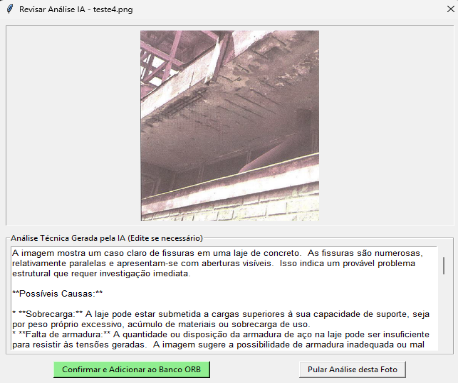 Revisar Análise IA - teste4.png
Análise Técnica Gerada pela IA (Edite se necessário)
A imagem mostra um caso claro de fissuras em uma laje de concreto.  As fissuras são numerosas,
relativamente paralelas e apresentam-se com aberturas visíveis.  Isso indica um provável problema
estrutural que requer investigação imediata.
**Possíveis Causas:**
* **Sobrecarga:** A laje pode estar submetida a cargas superiores à sua capacidade de suporte, seja
por peso próprio excessivo, acúmulo de materiais ou sobrecarga de uso.
* **Falta de armadura:** A quantidade ou disposição da armadura de aço na laje pode ser insuficiente
para resistir às tensões geradas.  A imagem sugere a possibilidade de armadura inadequada ou mal
Confirmar e Adicionar ao Banco ORB
Pular Análise desta Foto